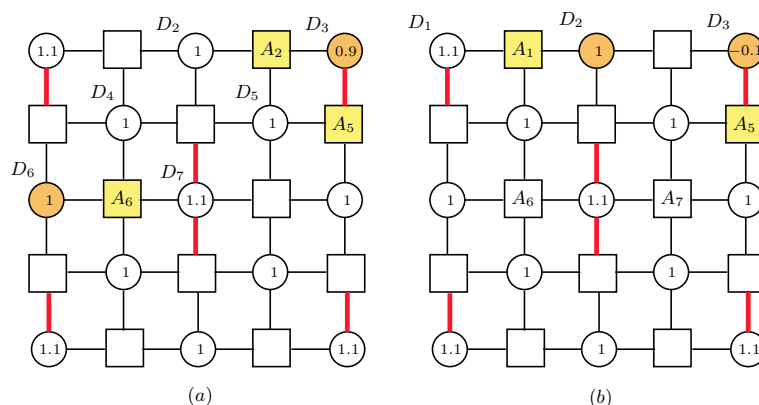 D₂ D₃ D₁ D₂ D₃
1.1 1 A₂ 0.9 1.1 A₁ 1 −0.1
D₄ D₅
1 1 A₅ 1 1 A₅
D₆ D₇
1 A₆ 1.1 1 1 A₆ 1.1 A₇ 1
1 1 1 1
1.1 1 1.1 1.1 1 1.1
(a) (b)